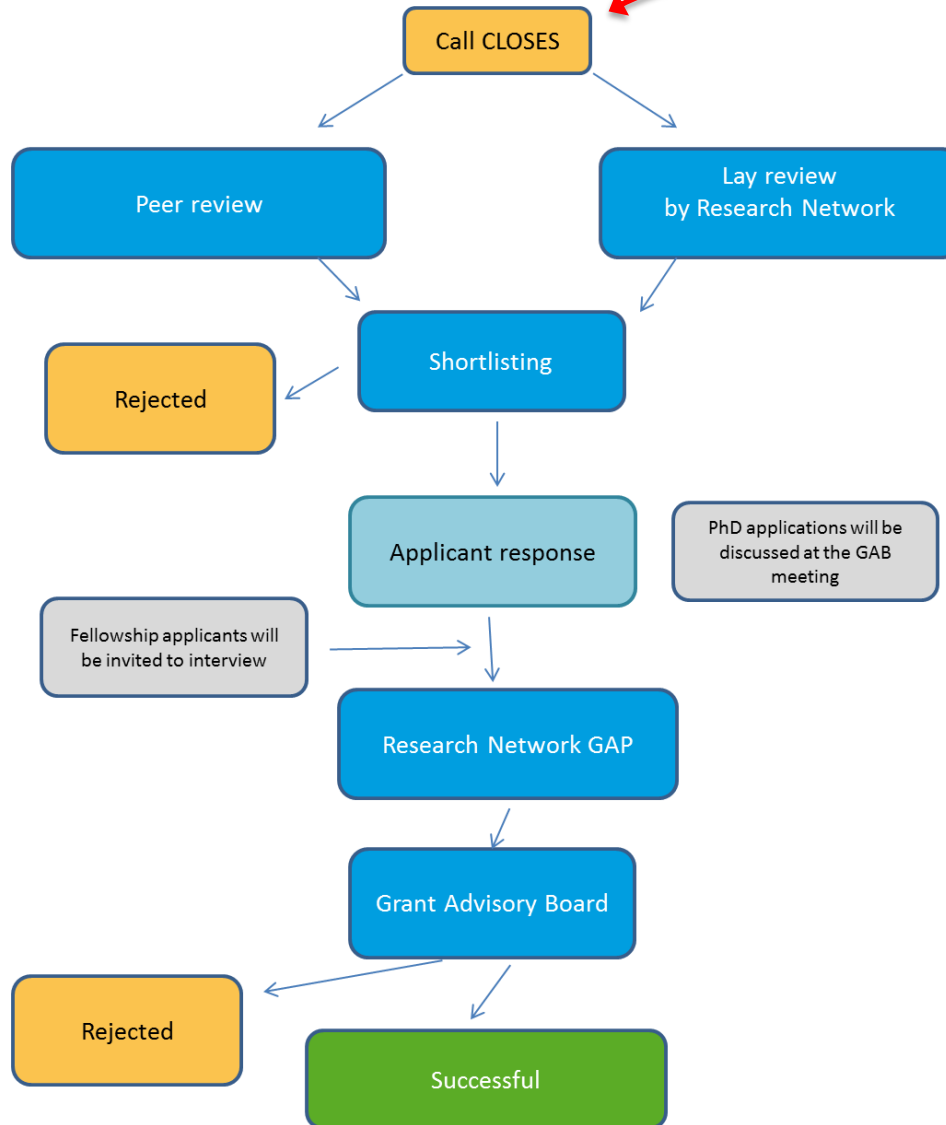 Call CLOSES
Peer review
Lay review
by Research Network
Shortlisting
Rejected
Applicant response
PhD applications will be
discussed at the GAB
meeting
Fellowship applicants will
be invited to interview
Research Network GAP
Grant Advisory Board
Rejected
Successful